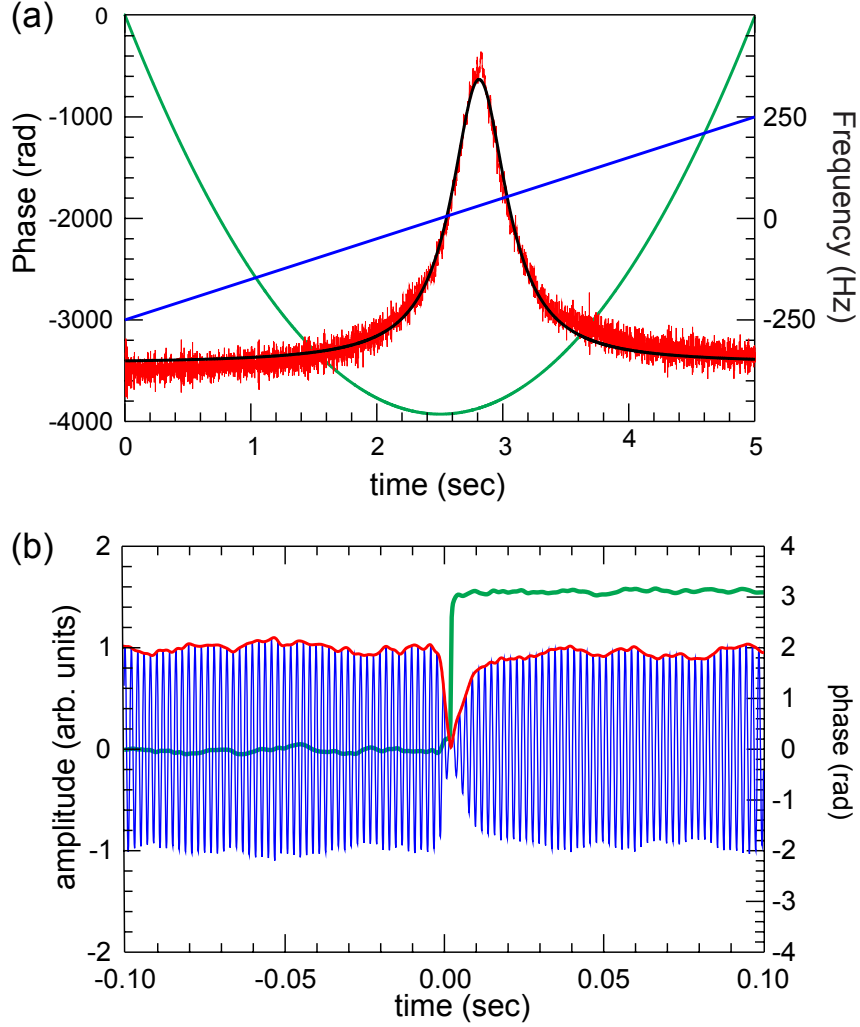 (a)
0
-1000
-2000
-3000
-4000
Phase (rad)
250
0
-250
Frequency (Hz)
0 1 2 3 4 5
time (sec)
(b)
2
1
0
-1
-2
amplitude (arb. units)
4
3
2
1
0
-1
-2
-3
-4
phase (rad)
-0.10 -0.05 0.00 0.05 0.10
time (sec)